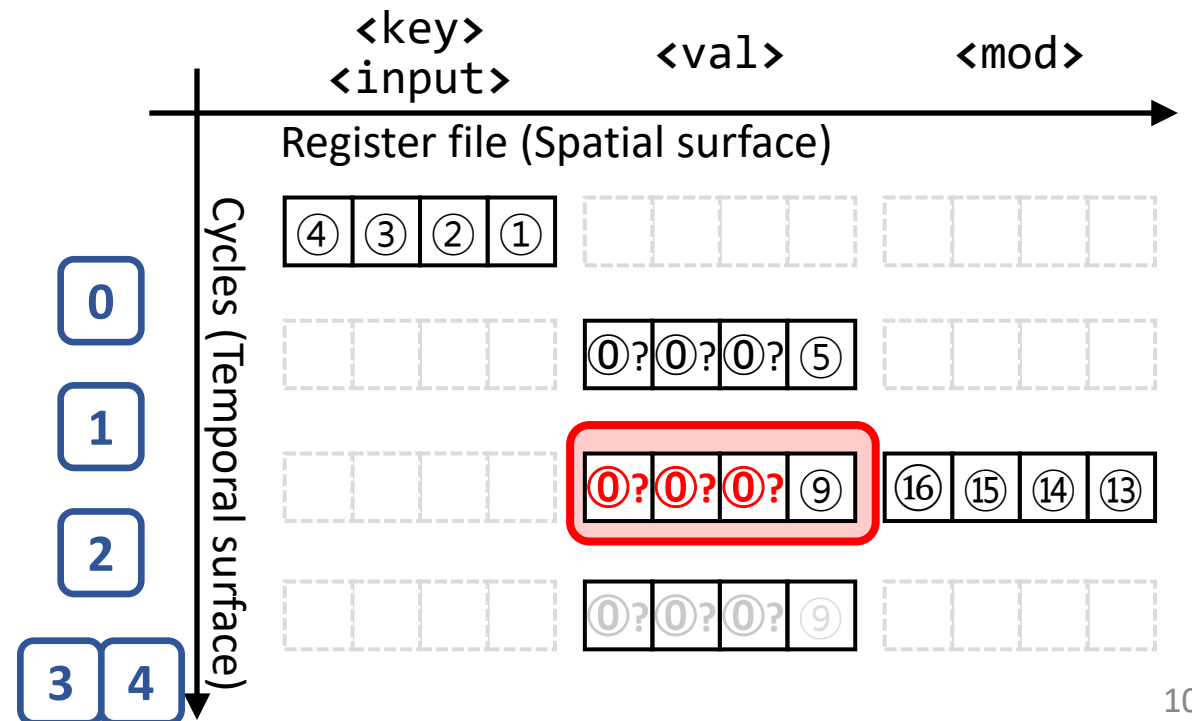 <key>
<input>
<val>
<mod>
Register file (Spatial surface)
Cycles (Temporal surface)
④ ③ ② ①
0
⓪? ⓪? ⓪? ⑤
1
⓪? ⓪? ⓪? ⑨ ⑯ ⑮ ⑭ ⑬
2
⓪? ⓪? ⓪? ⑨
3 4
10